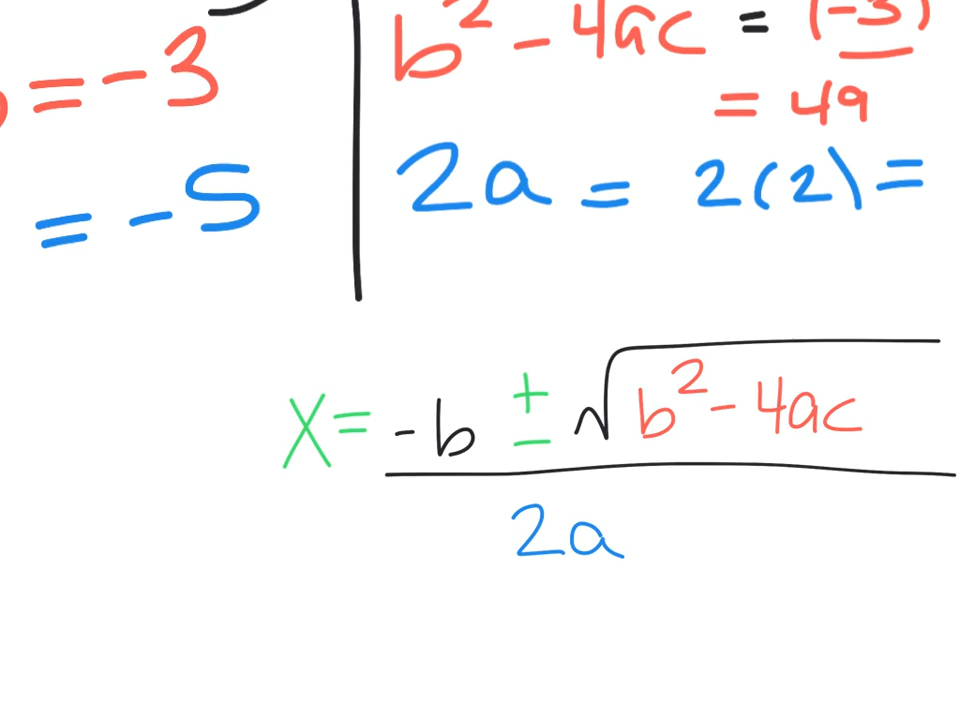 = -3
= -5
b² - 4ac = (-3)
= 49
2a = 2(2) =
x = -b ± √b² - 4ac
2a